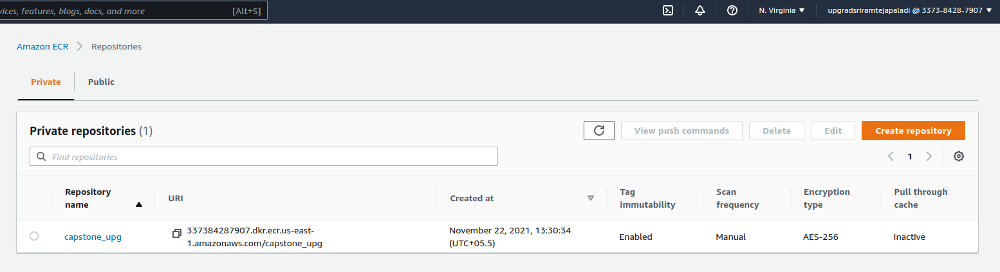 vices, features, blogs, docs, and more [Alt+S] N. Virginia upgradsriramtejapaladi @ 3373-8428-7907
Amazon ECR Repositories
Private Public
Private repositories (1) View push commands Delete Edit Create repository
Find repositories 1
Repository name URI Created at Tag immutability Scan frequency Encryption type Pull through cache
capstone_upg 337384287907.dkr.ecr.us-east-1.amazonaws.com/capstone_upg November 22, 2021, 13:30:34 (UTC+05.5) Enabled Manual AES-256 Inactive